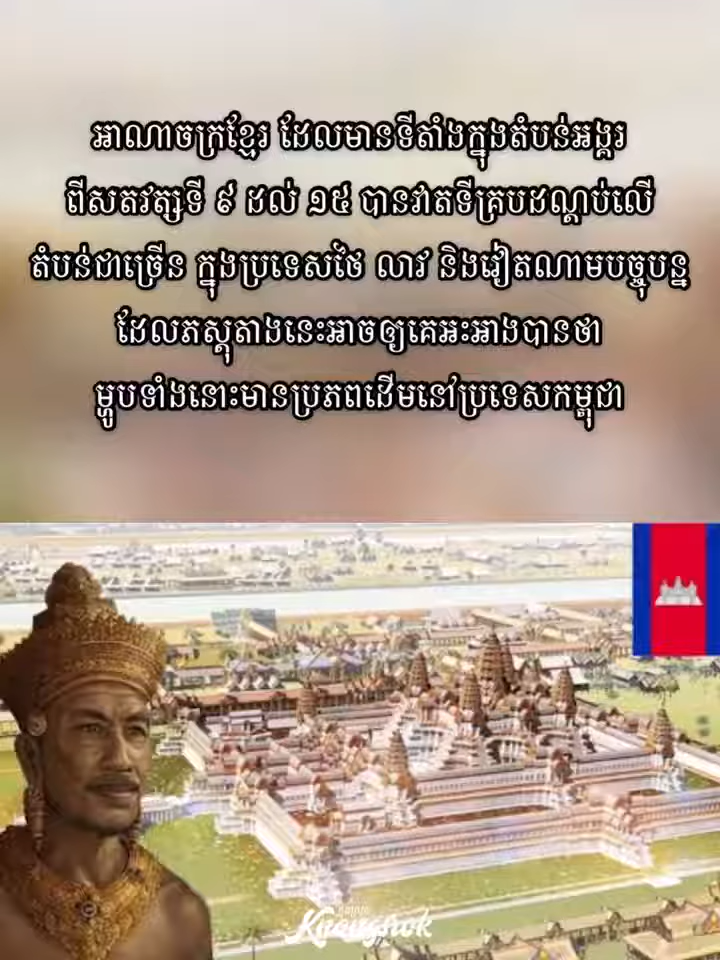 អាណាចក្រខ្មែរ ដែលមានទីតាំងក្នុងតំបន់អង្គរ
ពីសតវត្សទី ៩ ដល់ ១៥ បានវាតទីគ្របដណ្ដប់លើ
តំបន់ជាច្រើន ក្នុងប្រទេសថៃ លាវ និងវៀតណាមបច្ចុបន្ន
ដែលភស្តុតាងនេះអាចឲ្យគេអះអាងបានថា
ម្ហូបទាំងនោះមានប្រភពដើមនៅប្រទេសកម្ពុជា